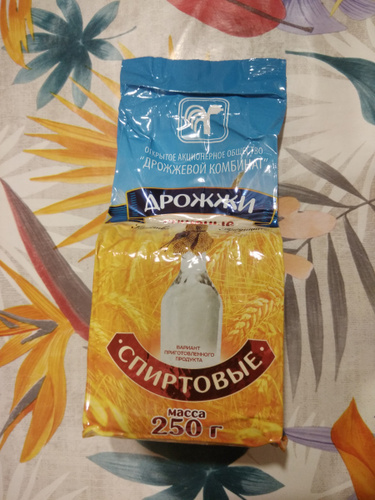 ОТКРЫТОЕ АКЦИОНЕРНОЕ ОБЩЕСТВО
"ДРОЖЖЕВОЙ КОМБИНАТ"
ДРОЖЖИ
ВАРИАНТ
ПРИГОТОВЛЕННОГО
ПРОДУКТА
СПИРТОВЫЕ
масса
250 г